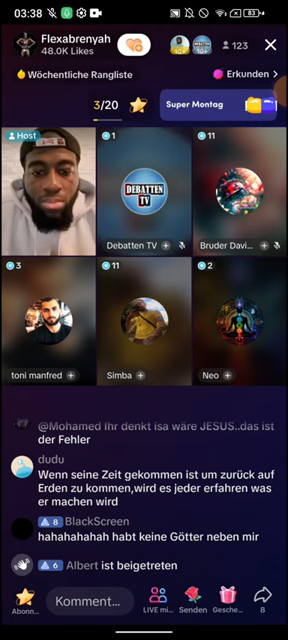 03:38
83
Flexabrenyah
48.0K Likes
123
Wöchentliche Rangliste
Erkunden >
3/20
Super Montag
Host
1
11
DEBATTEN
TV
Debatten TV
Bruder Davi...
3
11
2
toni manfred
Simba
Neo
@Mohamed Ihr denkt isa wäre JESUS..das ist
der Fehler
dudu
Wenn seine Zeit gekommen ist um zurück auf
Erden zu kommen,wird es jeder erfahren was
er machen wird
8 BlackScreen
hahahahahah habt keine Götter neben mir
6 Albert ist beigetreten
Komment...
Abonn...
LIVE mi...
Senden
Gesche...
8